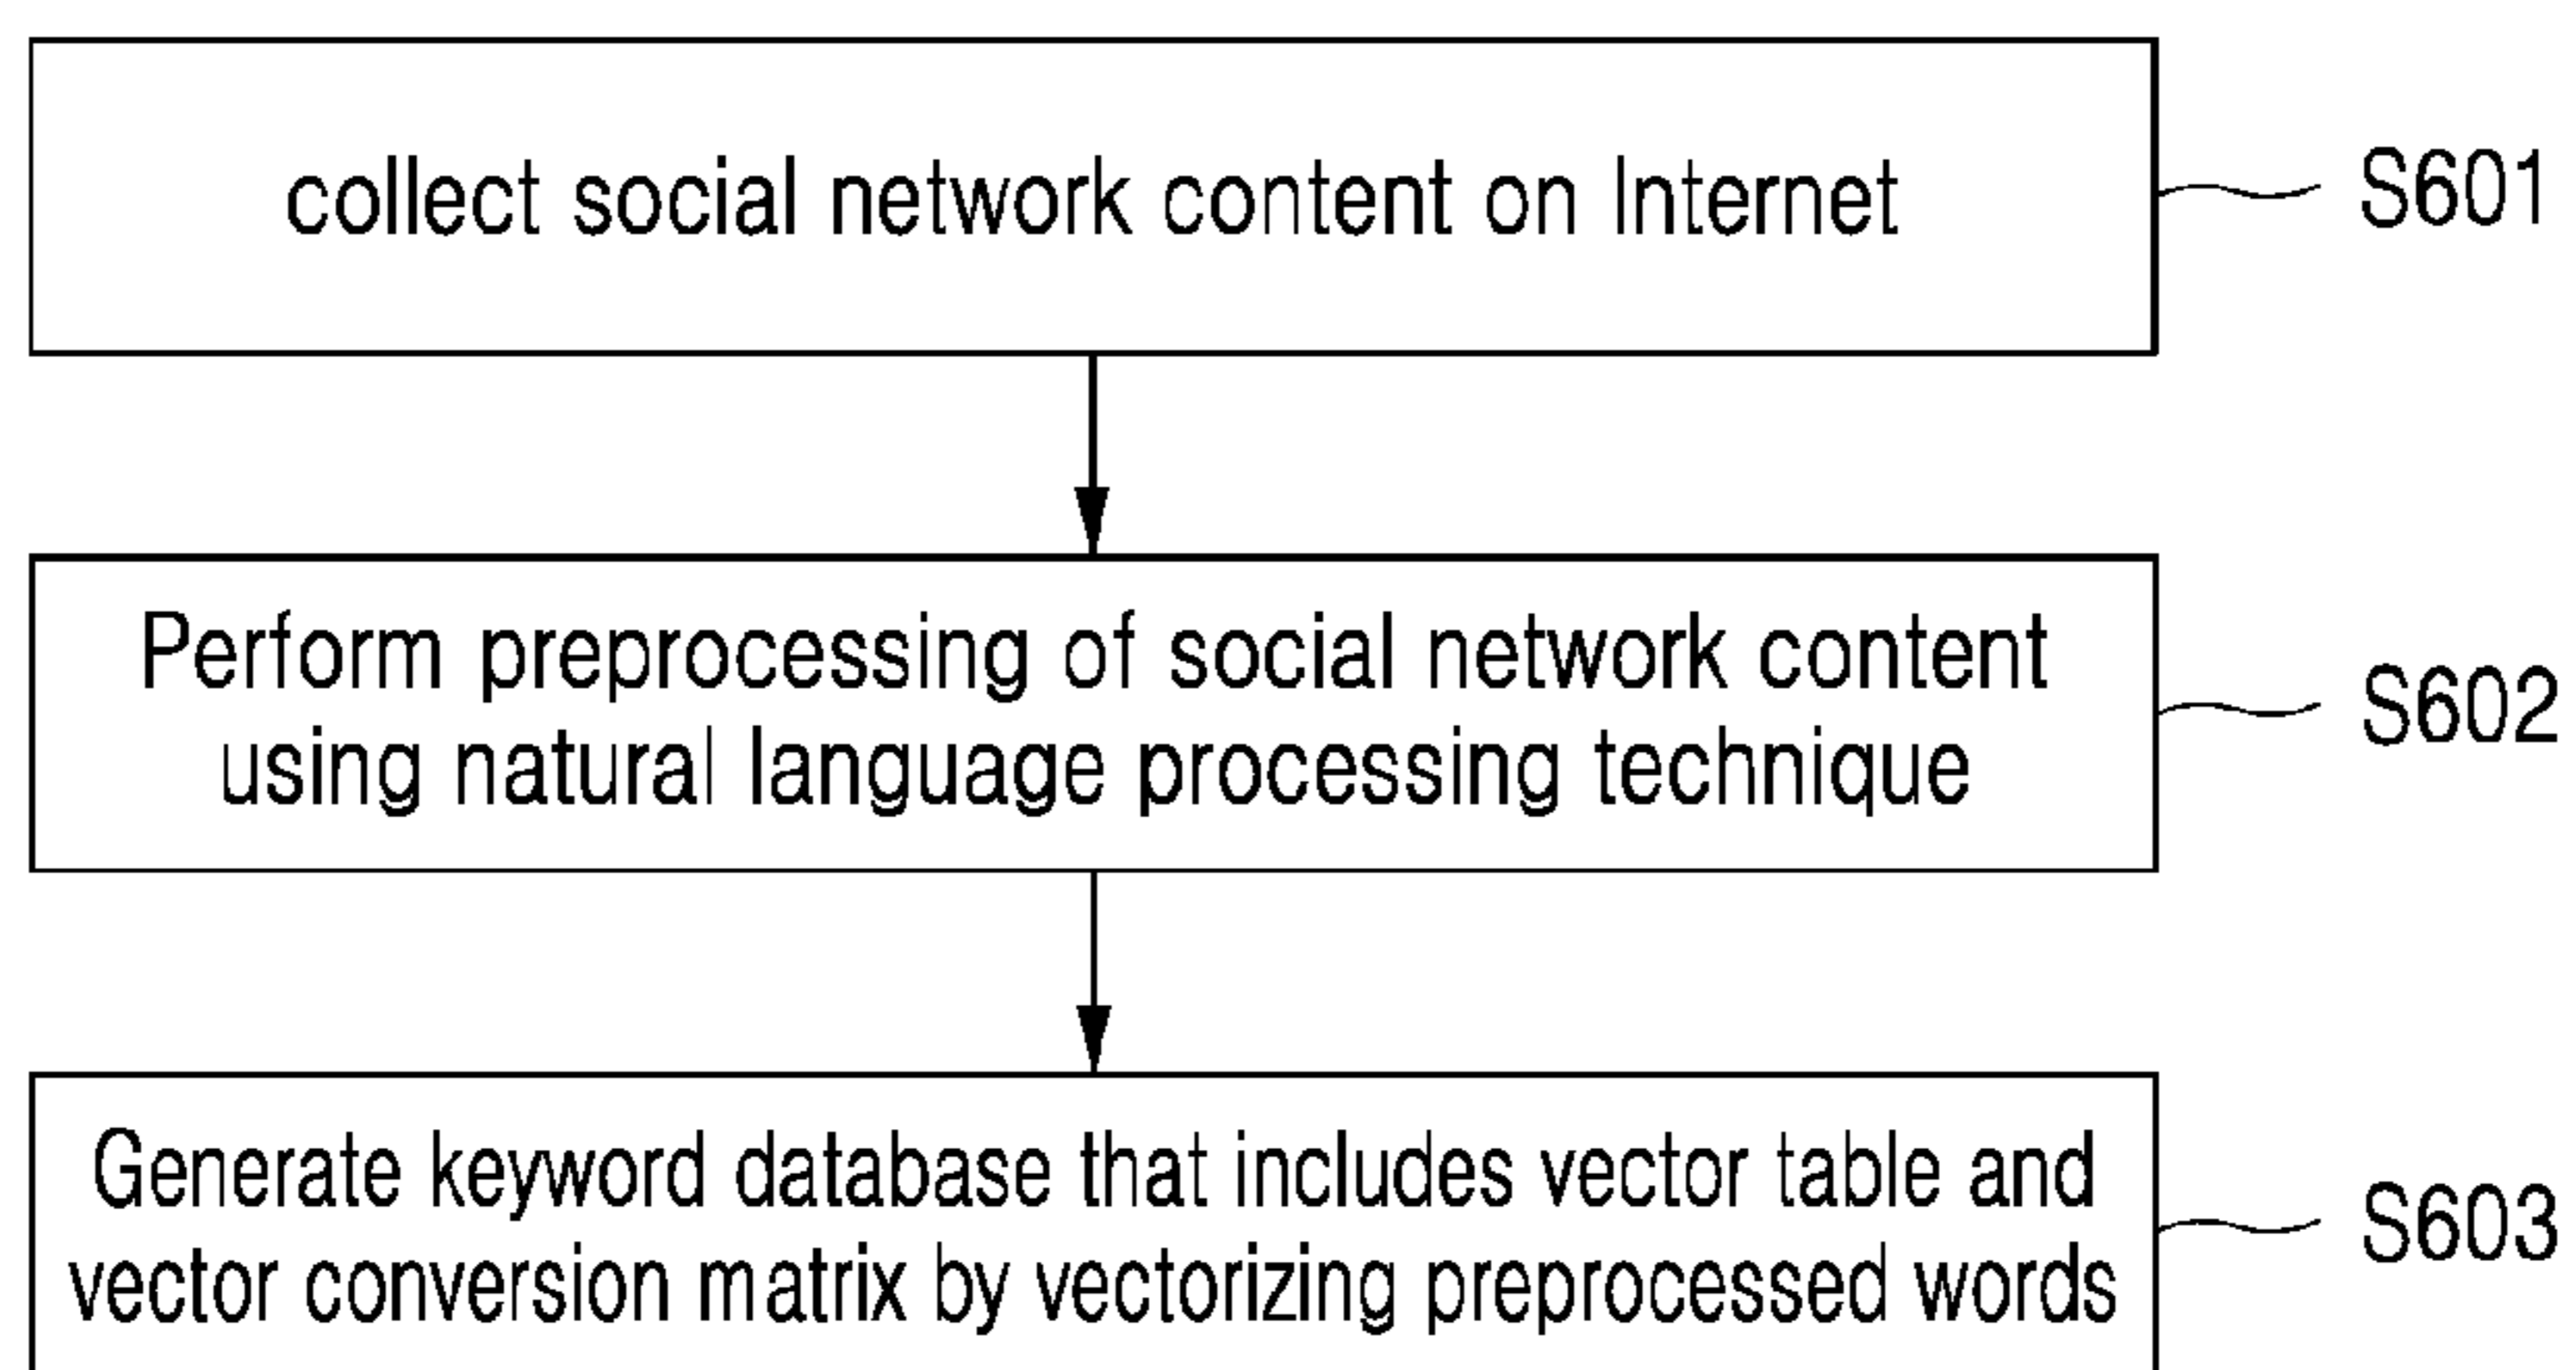 collect social network content on Internet
S601
Perform preprocessing of social network content
using natural language processing technique
S602
Generate keyword database that includes vector table and
vector conversion matrix by vectorizing preprocessed words
S603